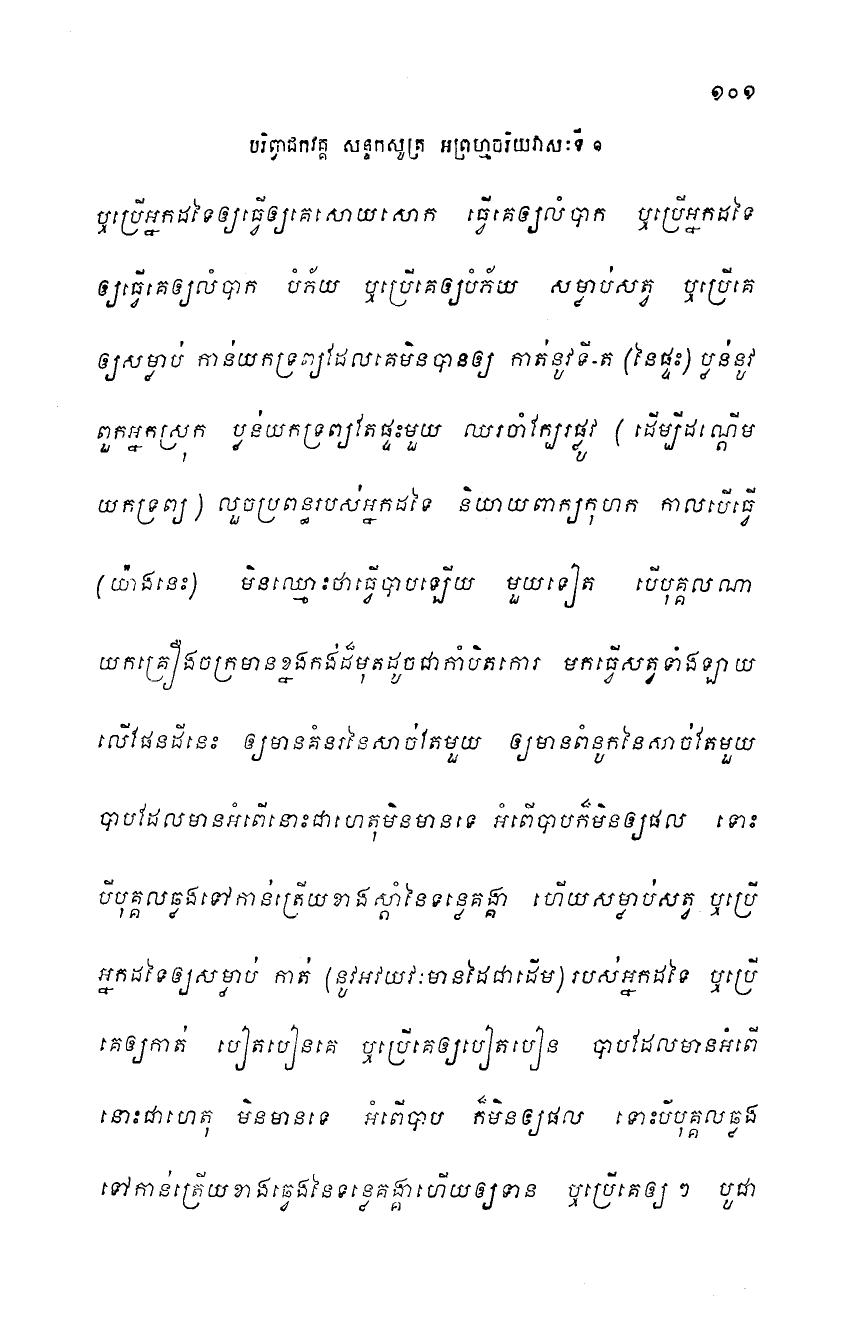 ១០១
បរិព្វាជកវគ្គ សន្ទកសូត្រ អព្រហ្មចរិយវាសៈទី ១
ឬប្រើអ្នកដទៃឲ្យធ្វើឲ្យគេសោយសោក ធ្វើគេឲ្យលំបាក ឬប្រើអ្នកដទៃ
ឲ្យធ្វើគេឲ្យលំបាក បំភ័យ ឬប្រើគេឲ្យបំភ័យ សម្លាប់សត្វ ឬប្រើគេ
ឲ្យសម្លាប់ កាន់យកទ្រព្យដែលគេមិនបានឲ្យ កាត់នូវទី-ត (នៃផ្ទះ) ប្លន់នូវ
ពួកអ្នកស្រុក ប្លន់យកទ្រព្យតែផ្ទះមួយ ឈរចាំក្បែរផ្លូវ (ដើម្បីដណ្តើម
យកទ្រព្យ) លួចប្រពន្ធរបស់អ្នកដទៃ និយាយពាក្យកុហក កាលបើធ្វើ
(យ៉ាងនេះ) មិនឈ្មោះថាធ្វើបាបឡើយ មួយទៀត បើបុគ្គលណា
យកគ្រឿងចក្រមានខ្នងកង់ដ៏មុតដូចជាកាំបិតកោរ មកធ្វើសត្វទាំងឡាយ
លើផែនដីនេះ ឲ្យមានគំនរនៃសាច់តែមួយ ឲ្យមានពំនូកនៃសាច់តែមួយ
បាបដែលមានអំពើនោះជាហេតុមិនមានទេ អំពើបាបក៏មិនឲ្យផល ទោះ
បីបុគ្គលឆ្លងទៅកាន់ត្រើយខាងស្តាំនៃទន្លេគង្គា ហើយសម្លាប់សត្វ ឬប្រើ
អ្នកដទៃឲ្យសម្លាប់ កាត់ (នូវអវយវៈមានដៃជាដើម) របស់អ្នកដទៃ ឬប្រើ
គេឲ្យកាត់ បៀតបៀនគេ ឬប្រើគេឲ្យបៀតបៀន បាបដែលមានអំពើ
នោះជាហេតុ មិនមានទេ អំពើបាប ក៏មិនឲ្យផល ទោះបីបុគ្គលឆ្លង
ទៅកាន់ត្រើយខាងឆ្វេងនៃទន្លេគង្គាហើយឲ្យទាន ឬប្រើគេឲ្យ ៗ បូជា